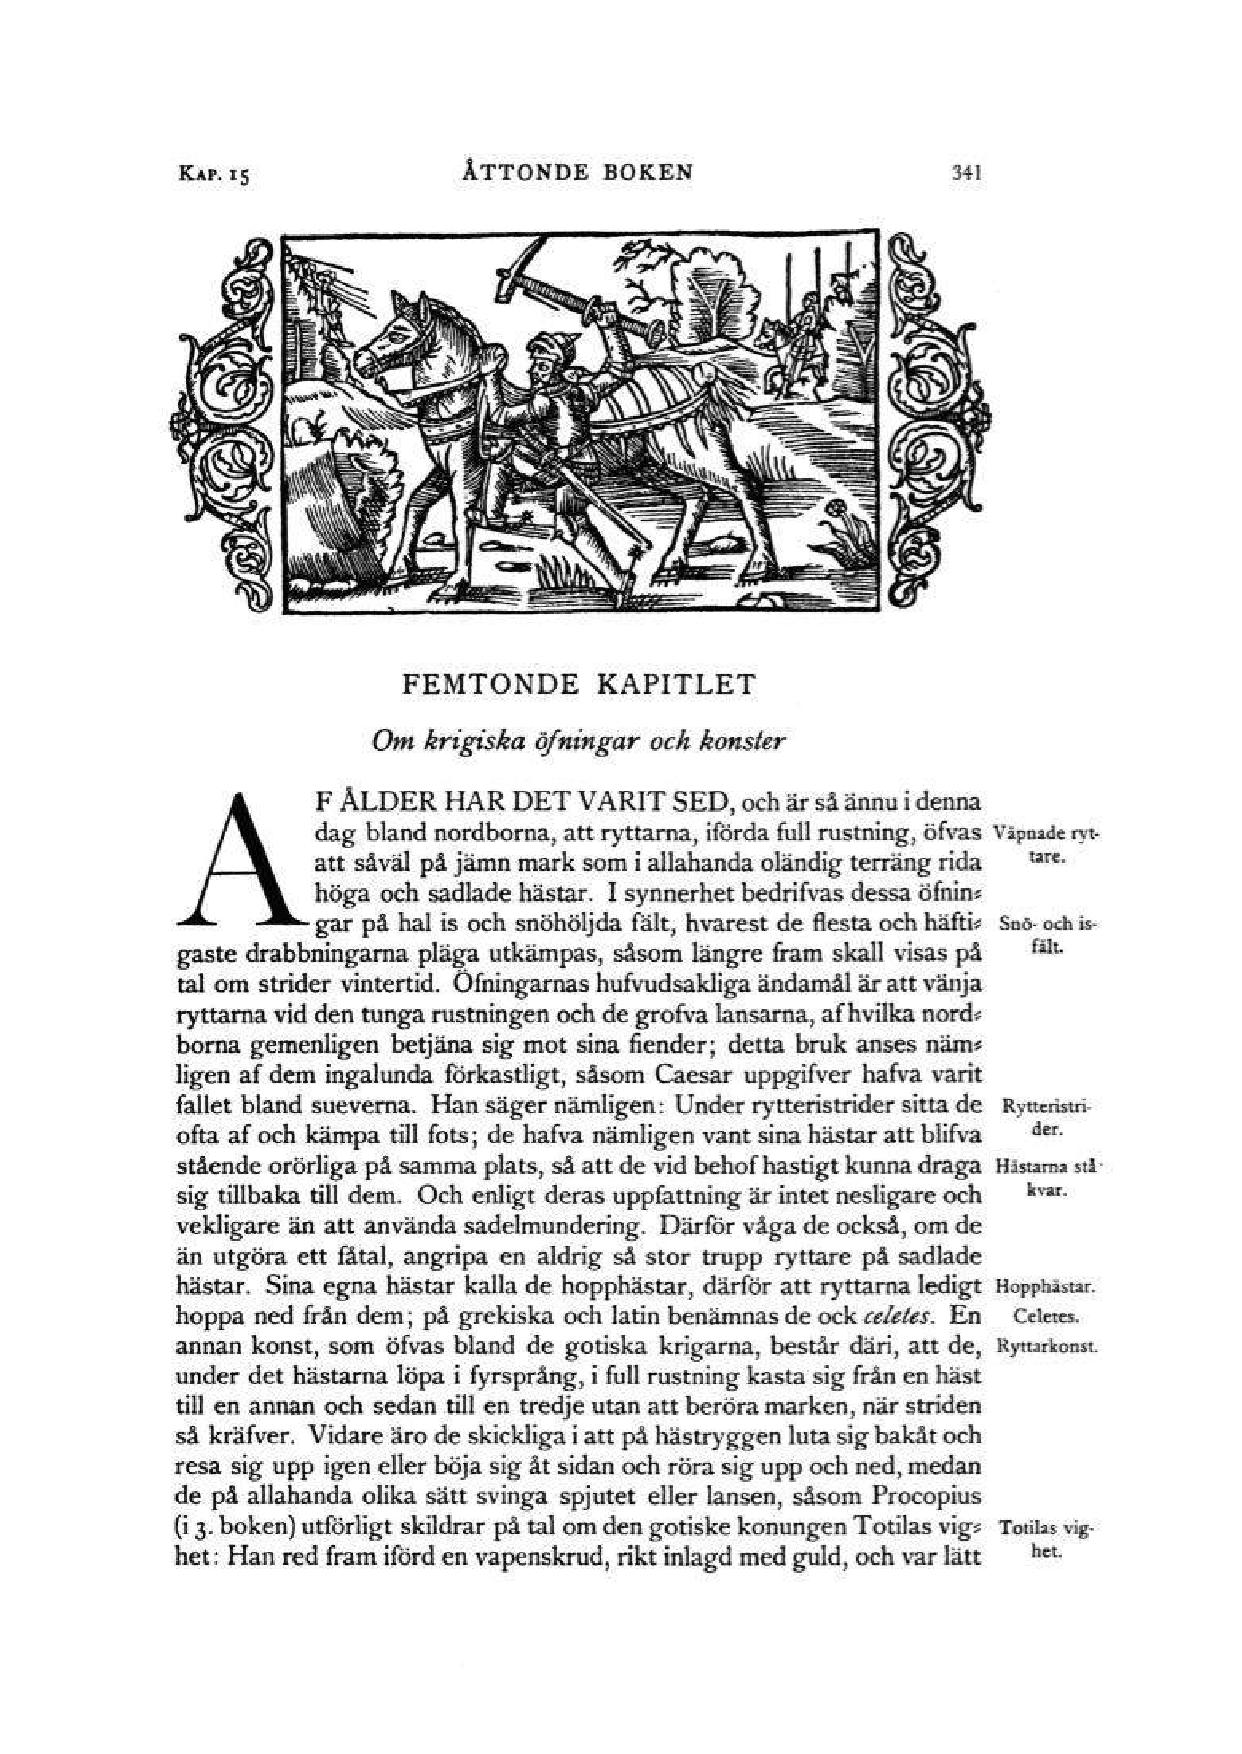 KAP. 15 ÅTTONDE BOKEN 341
FEMTONDE KAPITLET
Om krigiska öfningar och konster
AF ÅLDER HAR DET VARIT SED, och är så ännu i denna
dag bland nordborna, att ryttarna, iförda full rustning, öfvas
Väpnade ryt-
att såväl på jämn mark som i allahanda oländig terräng rida
tare.
höga och sadlade hästar. I synnerhet bedrifvas dessa öfnin-
gar på hal is och snöhöljda fält, hvarest de flesta och häfti-
Snö- och is-
gaste drabbningarna pläga utkämpas, såsom längre fram skall visas på
fält.
tal om strider vintertid. Öfningarnas hufvudsakliga ändamål är att vänja
ryttarna vid den tunga rustningen och de grofva lansarna, af hvilka nord-
borna gemenligen betjäna sig mot sina fiender; detta bruk anses näm-
ligen af dem ingalunda förkastligt, såsom Caesar uppgifver hafva varit
fallet bland sueverna. Han säger nämligen: Under rytteristrider sitta de
Rytteristri-
ofta af och kämpa till fots; de hafva nämligen vant sina hästar att blifva
der.
stående orörliga på samma plats, så att de vid behof hastigt kunna draga
Hästarna stå
sig tillbaka till dem. Och enligt deras uppfattning är intet nesligare och
kvar.
vekligare än att använda sadelmundering. Därför våga de också, om de
än utgöra ett fåtal, angripa en aldrig så stor trupp ryttare på sadlade
hästar. Sina egna hästar kalla de hopphästar, därför att ryttarna ledigt
Hopphästar.
hoppa ned från dem; på grekiska och latin benämnas de ock celetes. En
Celetes.
annan konst, som öfvas bland de gotiska krigarna, består däri, att de,
Ryttarkonst.
under det hästarna löpa i fyrsprång, i full rustning kasta sig från en häst
till en annan och sedan till en tredje utan att beröra marken, när striden
så kräfver. Vidare äro de skickliga i att på hästryggen luta sig bakåt och
resa sig upp igen eller böja sig åt sidan och röra sig upp och ned, medan
de på allahanda olika sätt svinga spjutet eller lansen, såsom Procopius
(i 3. boken) utförligt skildrar på tal om den gotiske konungen Totilas vig-
Totilas vig-
het: Han red fram iförd en vapenskrud, rikt inlagd med guld, och var lätt
het.